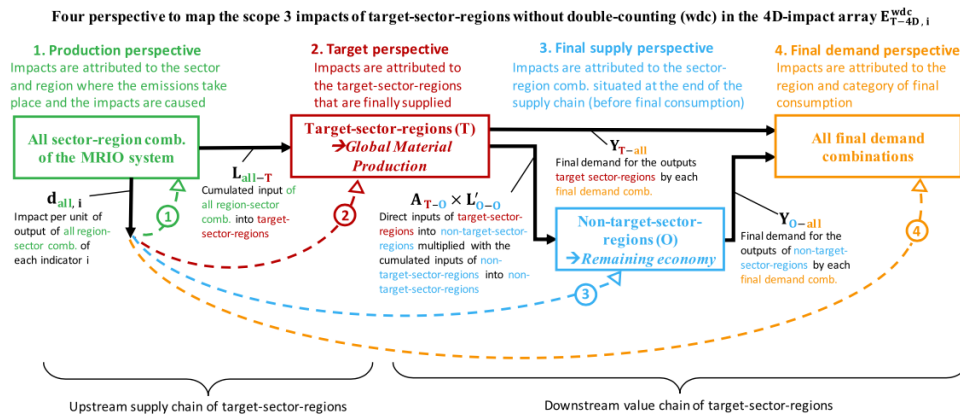 Four perspective to map the scope 3 impacts of target-sector-regions without double-counting (wdc) in the 4D-impact array E^wdc_T−4D, i
1. Production perspective
Impacts are attributed to the sector
and region where the emissions take
place and the impacts are caused
2. Target perspective
Impacts are attributed to
the target-sector-regions
that are finally supplied
3. Final supply perspective
Impacts are attributed to the sector-
region comb. situated at the end of
the supply chain (before final consumption)
4. Final demand perspective
Impacts are attributed to the
region and category of final
consumption
All sector-region comb.
of the MRIO system
Target-sector-regions (T)
→Global Material
Production
All final demand
combinations
L_all−T
Cumulated input of
all region-sector
comb. into target-
sector-regions
Y_T−all
Final demand for the outputs
target sector-regions by each
final demand comb.
d_all, i
Impact per unit of
output of all region-
sector comb. of
each indicator i
1
2
A_T−O × L′_O−O
Direct inputs of target-sector-
regions into non-target-sector-
regions multiplied with the
cumulated inputs of
non-target-sector-regions into non-
target-sector-regions
Non-target-sector-
regions (O)
→Remaining economy
Y_O−all
Final demand for the
outputs of non-target-
sector-regions by each
final demand comb.
3
4
Upstream supply chain of target-sector-regions
Downstream value chain of target-sector-regions